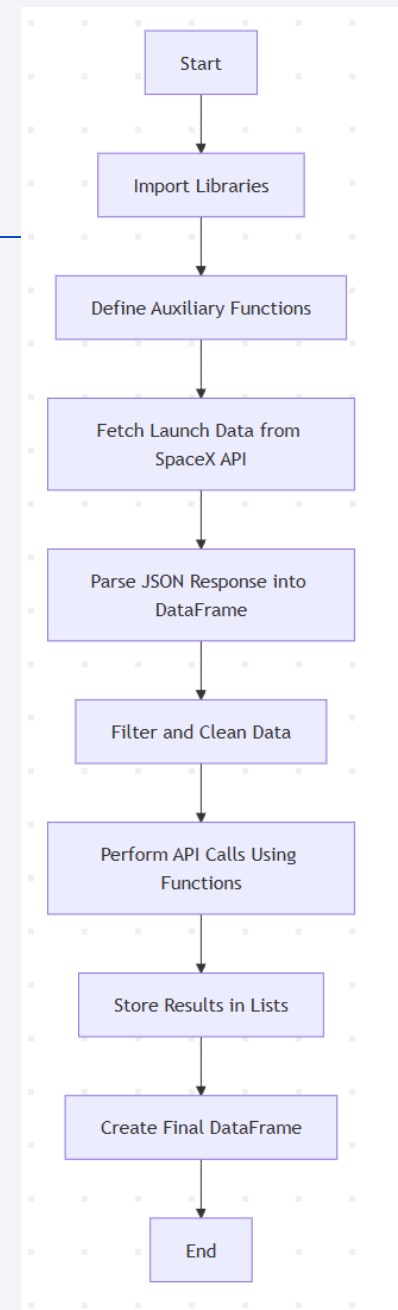 Start
Import Libraries
Define Auxiliary Functions
Fetch Launch Data from
SpaceX API
Parse JSON Response into
DataFrame
Filter and Clean Data
Perform API Calls Using
Functions
Store Results in Lists
Create Final DataFrame
End